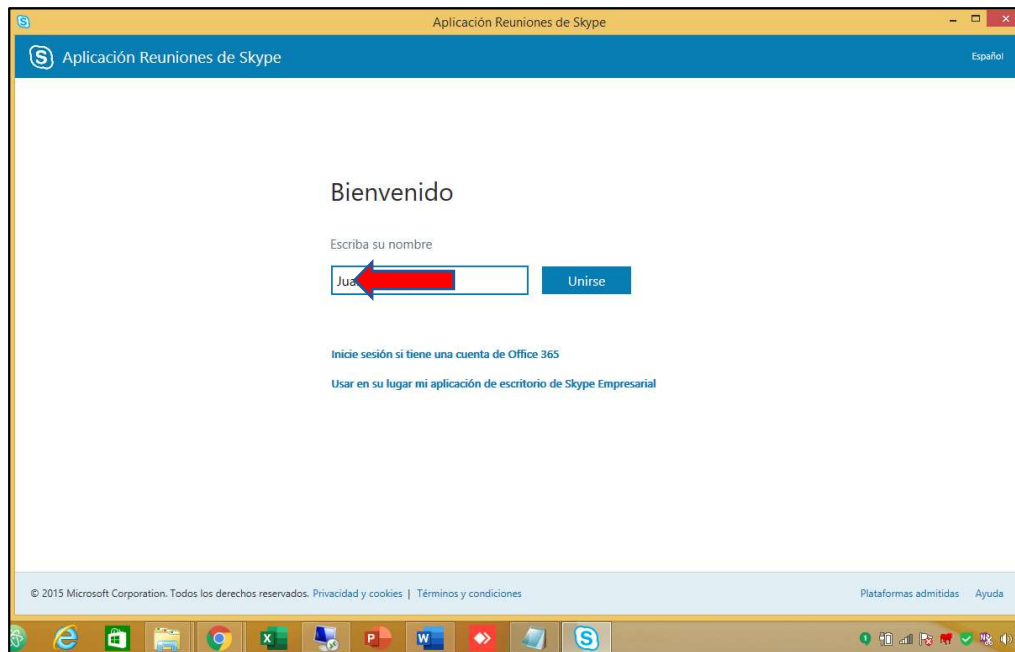 Aplicación Reuniones de Skype
Aplicación Reuniones de Skype
Español
Bienvenido
Escriba su nombre
Unirse
Inicie sesión si tiene una cuenta de Office 365
Usar en su lugar mi aplicación de escritorio de Skype Empresarial
© 2015 Microsoft Corporation. Todos los derechos reservados. Privacidad y cookies | Términos y condiciones
Plataformas admitidas Ayuda